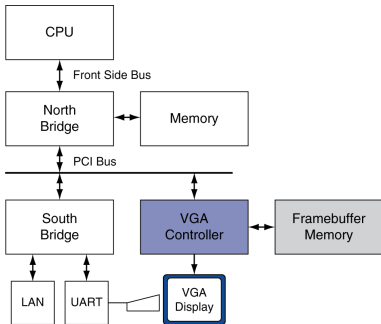 CPU
Front Side Bus
North
Bridge
Memory
PCI Bus
South
Bridge
VGA
Controller
Framebuffer
Memory
LAN
UART
VGA
Display